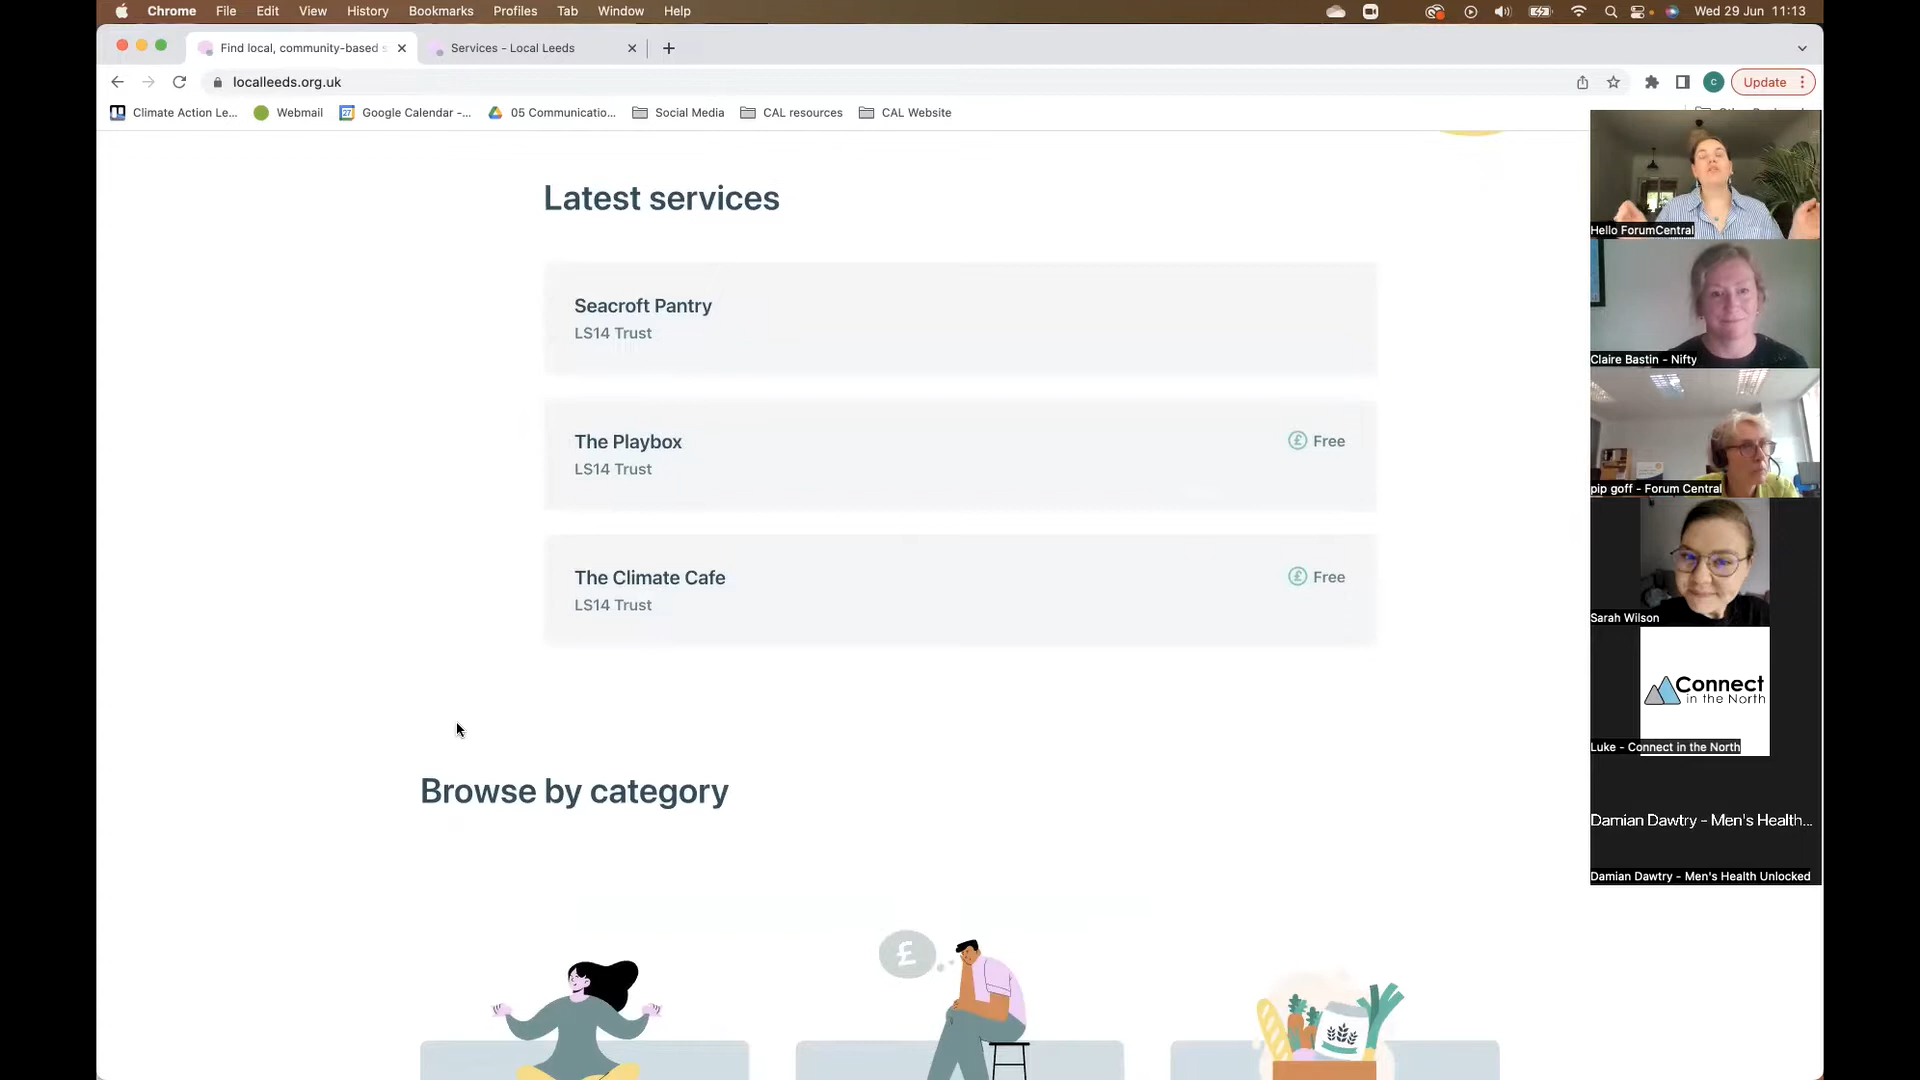 Chrome File Edit View History Bookmarks Profiles Tab Window Help
Wed 29 Jun 11:13
Find local, community-based s
Services - Local Leeds
localleeds.org.uk
C
Update
Climate Action Le...
Webmail
27
Google Calendar -...
05 Communicatio...
Social Media
CAL resources
CAL Website
Latest services
Seacroft Pantry
LS14 Trust
The Playbox
£ Free
LS14 Trust
The Climate Cafe
£ Free
LS14 Trust
Browse by category
£
Hello ForumCentral
Claire Bastin - Nifty
pip goff - Forum Central
Sarah Wilson
Connect
in the North
Luke - Connect in the North
Damian Dawtry - Men's Health...
Damian Dawtry - Men's Health Unlocked